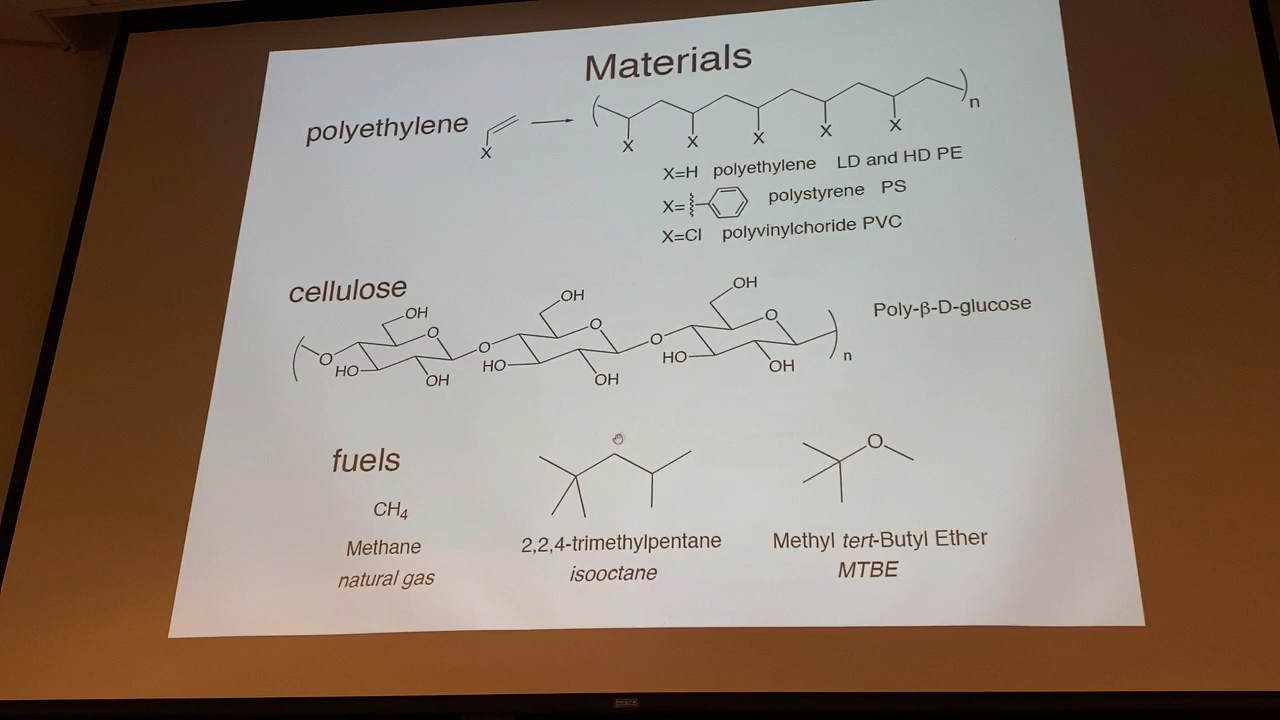 Materials
polyethylene
X
X X X X X
n
X=H polyethylene LD and HD PE
X= polystyrene PS
X=Cl polyvinylchoride PVC
cellulose
OH OH OH
O O O
Poly-β-D-glucose
O O O
HO HO HO
OH OH OH
n
fuels
O
CH4
Methane
natural gas
2,2,4-trimethylpentane
isooctane
Methyl tert-Butyl Ether
MTBE